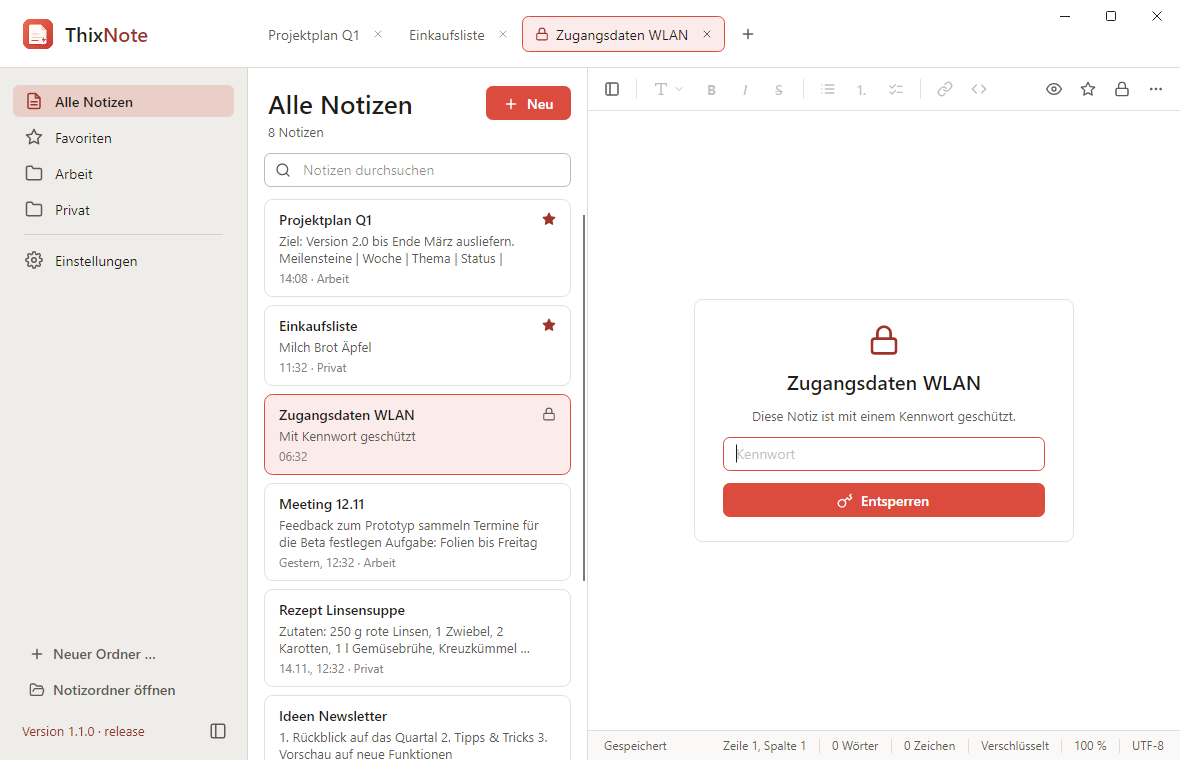 ThixNote
Projektplan Q1
Einkaufsliste
Zugangsdaten WLAN
Alle Notizen
Favoriten
Arbeit
Privat
Einstellungen
Neuer Ordner ...
Notizordner öffnen
Version 1.1.0 · release
Alle Notizen
Neu
8 Notizen
Notizen durchsuchen
Projektplan Q1
Ziel: Version 2.0 bis Ende März ausliefern.
Meilensteine | Woche | Thema | Status |
14:08 · Arbeit
Einkaufsliste
Milch Brot Äpfel
11:32 · Privat
Zugangsdaten WLAN
Mit Kennwort geschützt
06:32
Meeting 12.11
Feedback zum Prototyp sammeln Termine für
die Beta festlegen Aufgabe: Folien bis Freitag
Gestern, 12:32 · Arbeit
Rezept Linsensuppe
Zutaten: 250 g rote Linsen, 1 Zwiebel, 2
Karotten, 1 l Gemüsebrühe, Kreuzkümmel ...
14.11., 12:32 · Privat
Ideen Newsletter
1. Rückblick auf das Quartal 2. Tipps & Tricks 3.
Vorschau auf neue Funktionen
T B I S 1.
Zugangsdaten WLAN
Diese Notiz ist mit einem Kennwort geschützt.
Kennwort
Entsperren
Gespeichert
Zeile 1, Spalte 1
0 Wörter
0 Zeichen
Verschlüsselt
100 %
UTF-8